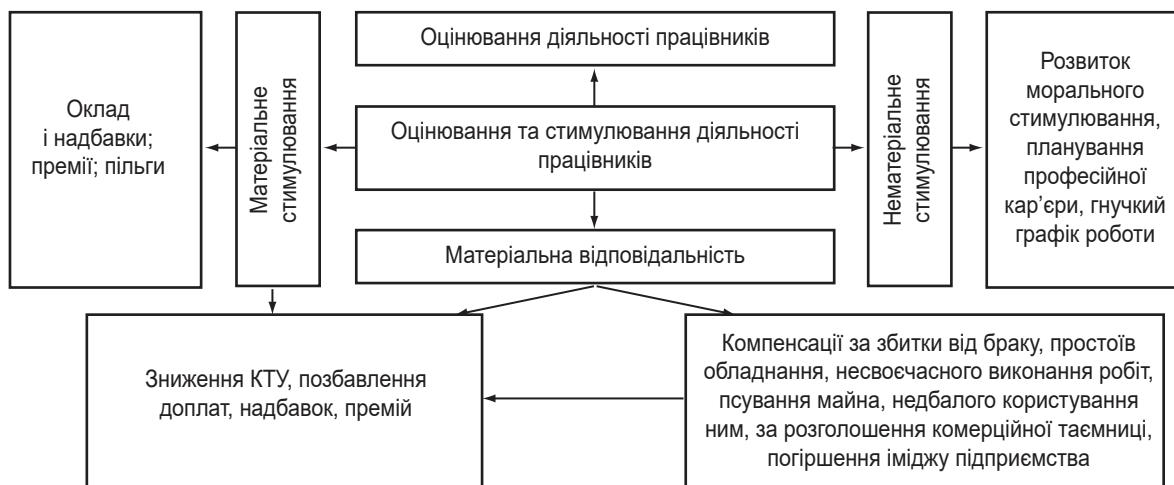 Оцінювання діяльності працівників
Оклад
і надбавки;
премії; пільги
Матеріальне
стимулювання
Оцінювання та стимулювання діяльності
працівників
Нематеріальне
стимулювання
Розвиток
морального
стимулювання,
планування
професійної
кар’єри, гнучкий
графік роботи
Матеріальна відповідальність
Зниження КТУ, позбавлення
доплат, надбавок, премій
Компенсації за збитки від браку, простоїв
обладнання, несвоєчасного виконання робіт,
псування майна, недбалого користування
ним, за розголошення комерційної таємниці,
погіршення іміджу підприємства